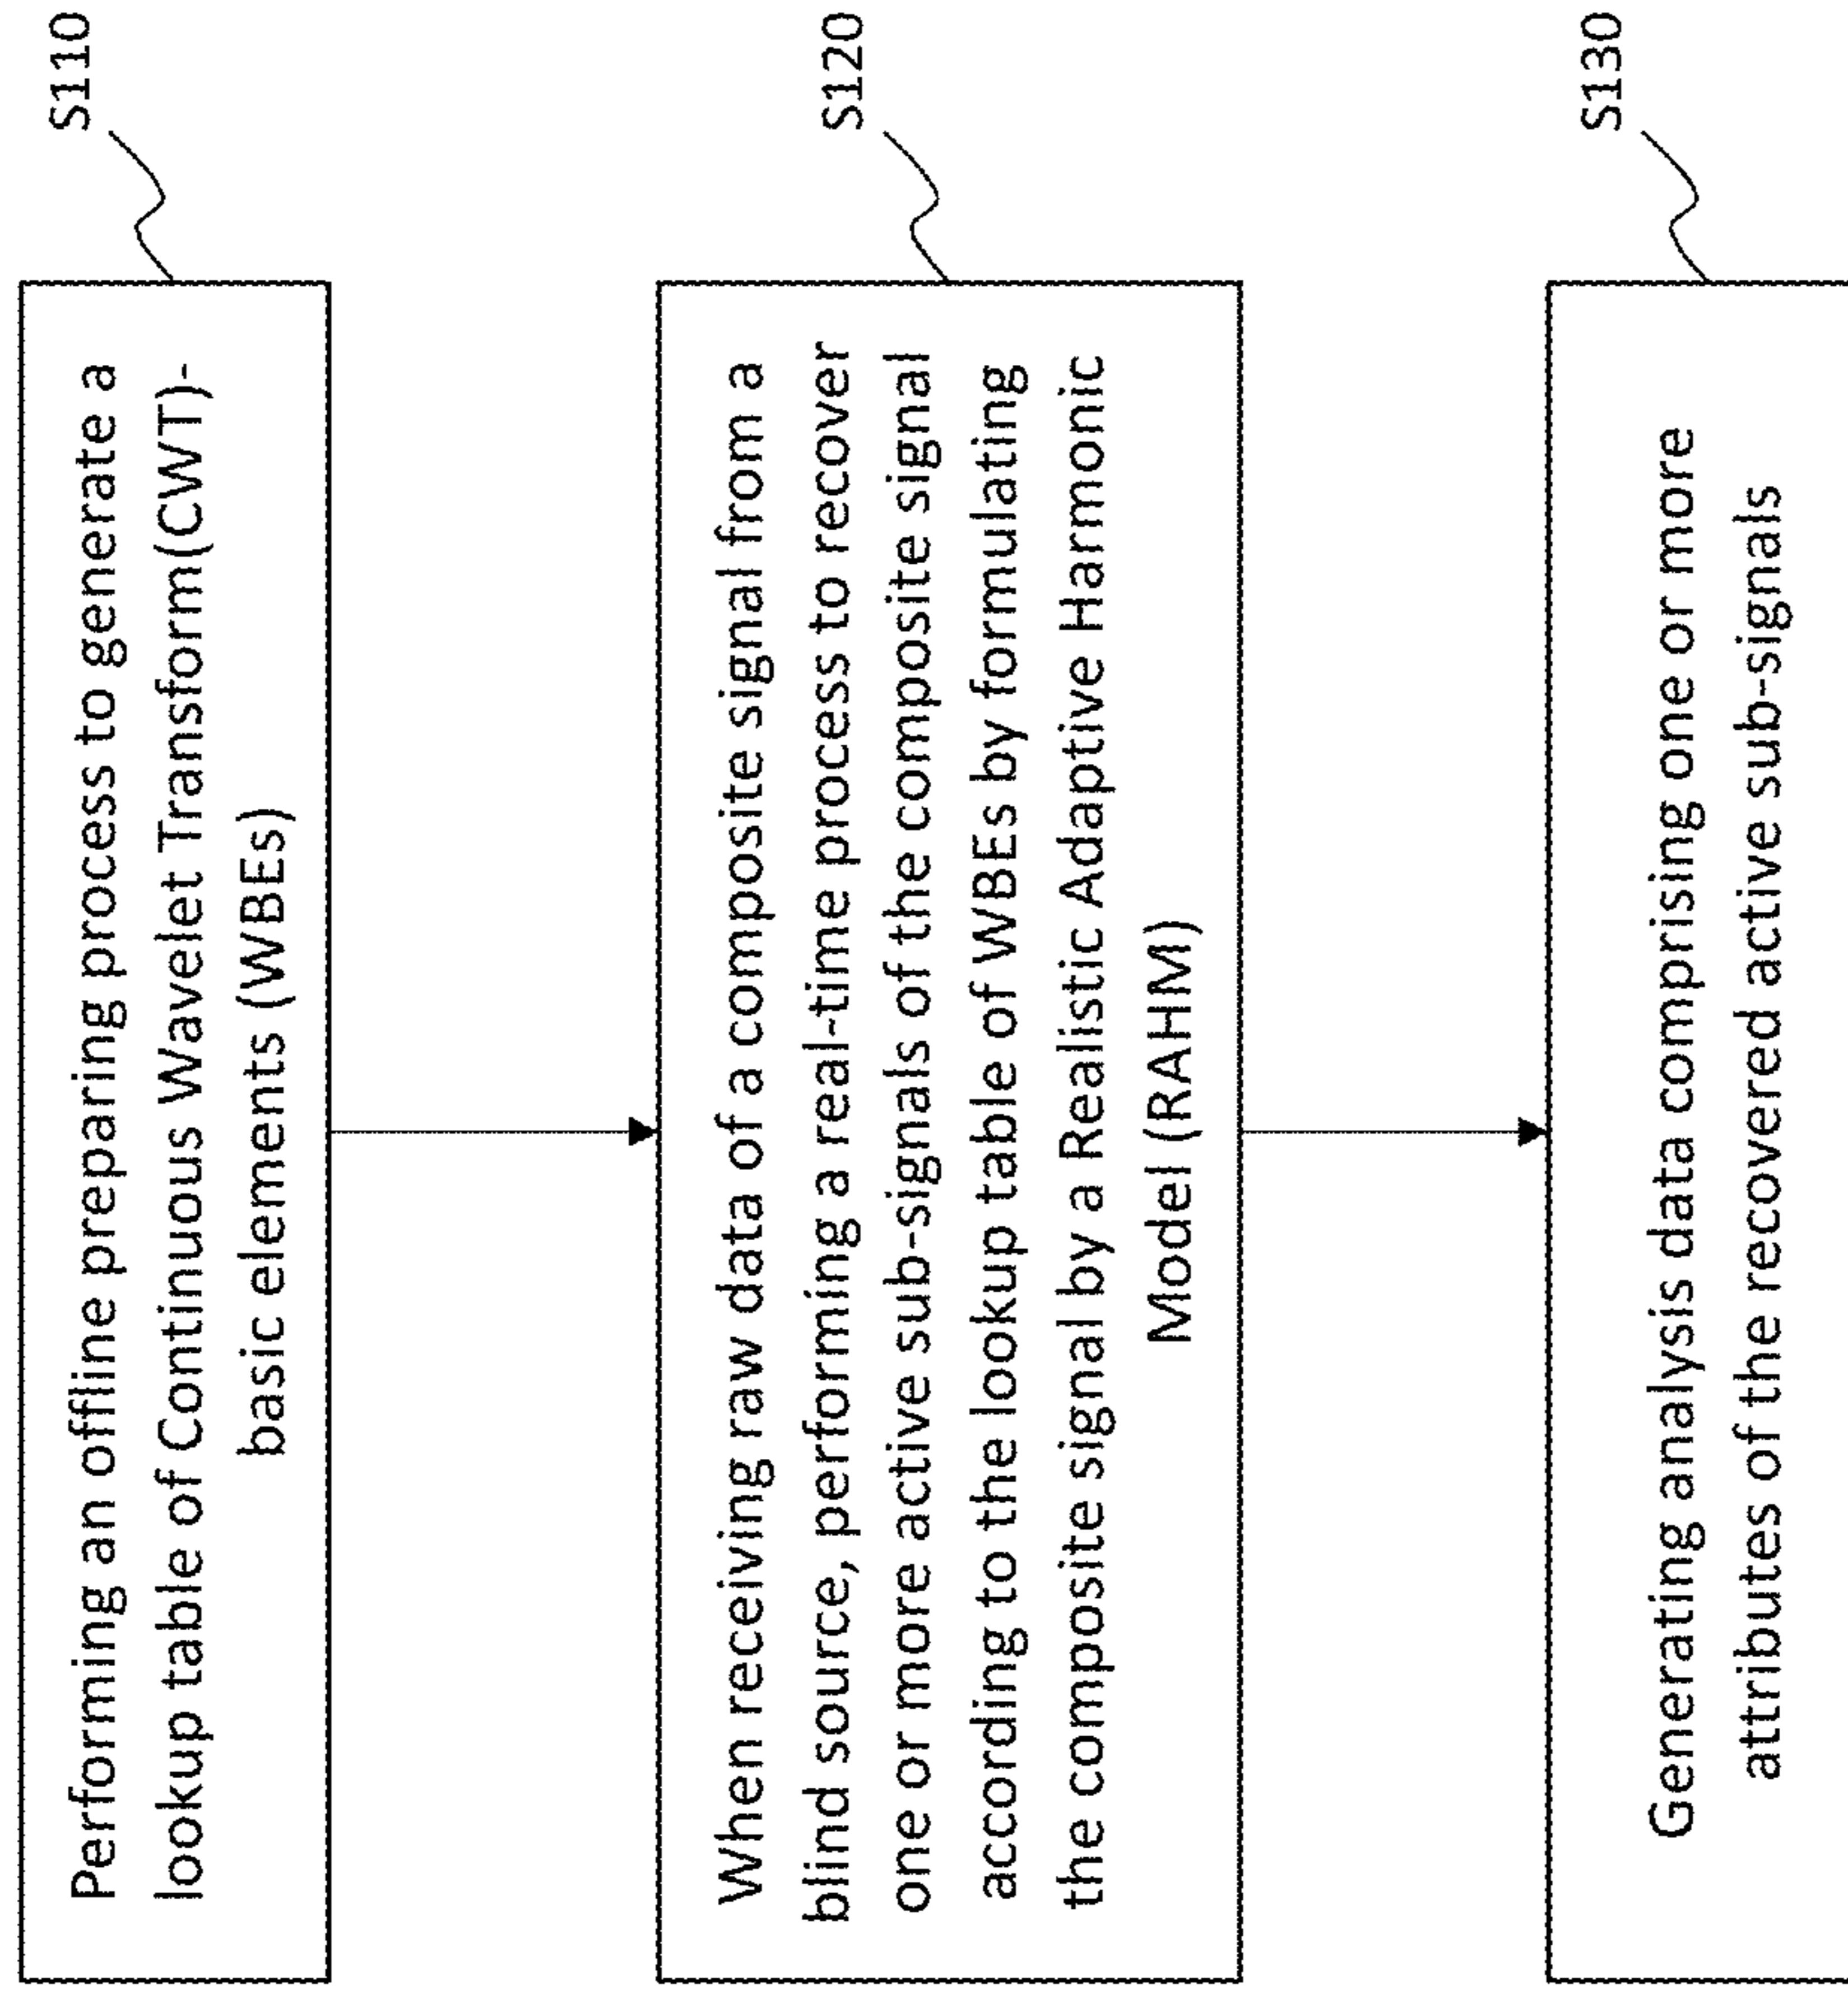 S110
Performing an offline preparing process to generate a
lookup table of Continuous Wavelet Transform(CWT)-
basic elements (WBEs)
S120
When receiving raw data of a composite signal from a
blind source, performing a real-time process to recover
one or more active sub-signals of the composite signal
according to the lookup table of WBEs by formulating
the composite signal by a Realistic Adaptive Harmonic
Model (RAHM)
S130
Generating analysis data comprising one or more
attributes of the recovered active sub-signals